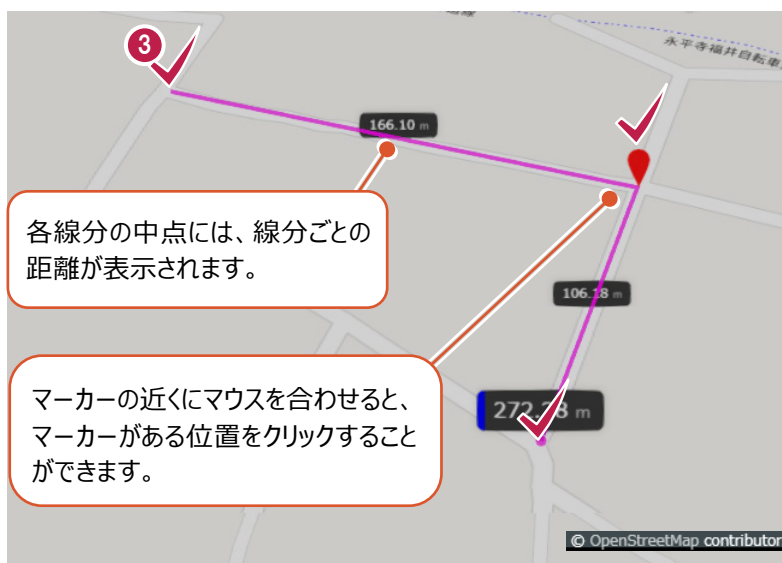 永平寺福井自転車
3
166.10 m
各線分の中点には、線分ごとの
距離が表示されます。
106.18 m
マーカーの近くにマウスを合わせると、
マーカーがある位置をクリックすること
ができます。
272.28 m
© OpenStreetMap contributor